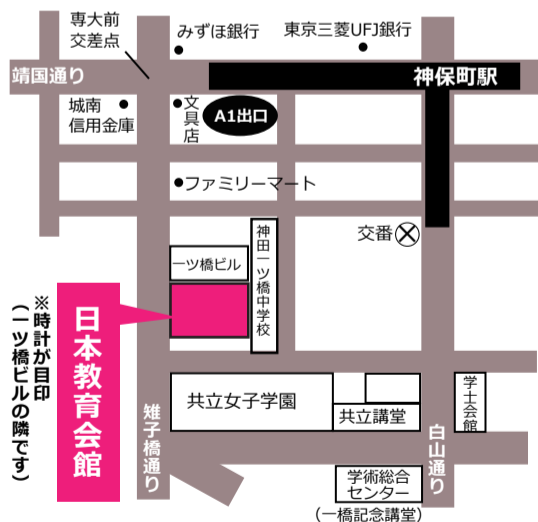 専大前
交差点
みずほ銀行
東京三菱UFJ銀行
靖国通り
神保町駅
城南
信用金庫
文具店
A1出口
ファミリーマート
交番
一ツ橋ビル
神田一ツ橋中学校
日本教育会館
※時計が目印
（一ツ橋ビルの隣です）
共立女子学園
共立講堂
学士会館
雉子橋通り
白山通り
学術総合
センター
（一橋記念講堂）